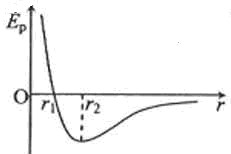 Eₚ
O r₁ r₂ r